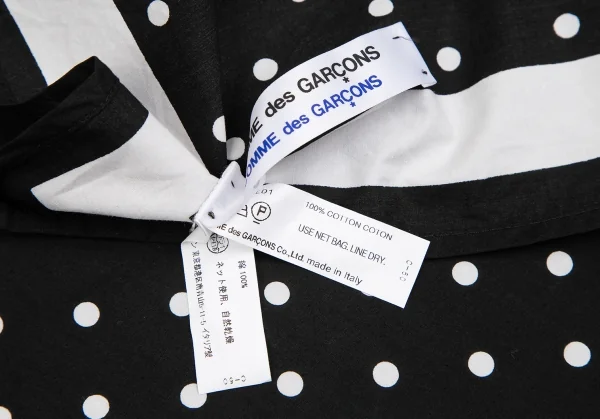 ME des GARÇONS
OMME des GARÇONS
100% COTTON COTON
USE NET BAG. LINE DRY.
ME des GARÇONS Co., Ltd. made in Italy
綿 100%
ネット使用、自然乾燥